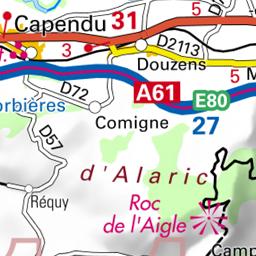 Capendu 31
5
3
D2113
Douzens
5
M
orbières
D72
A61
E80
Comigne
27
D57
d'Alaric
Réquy
Roc
de l'Aigle
Camp